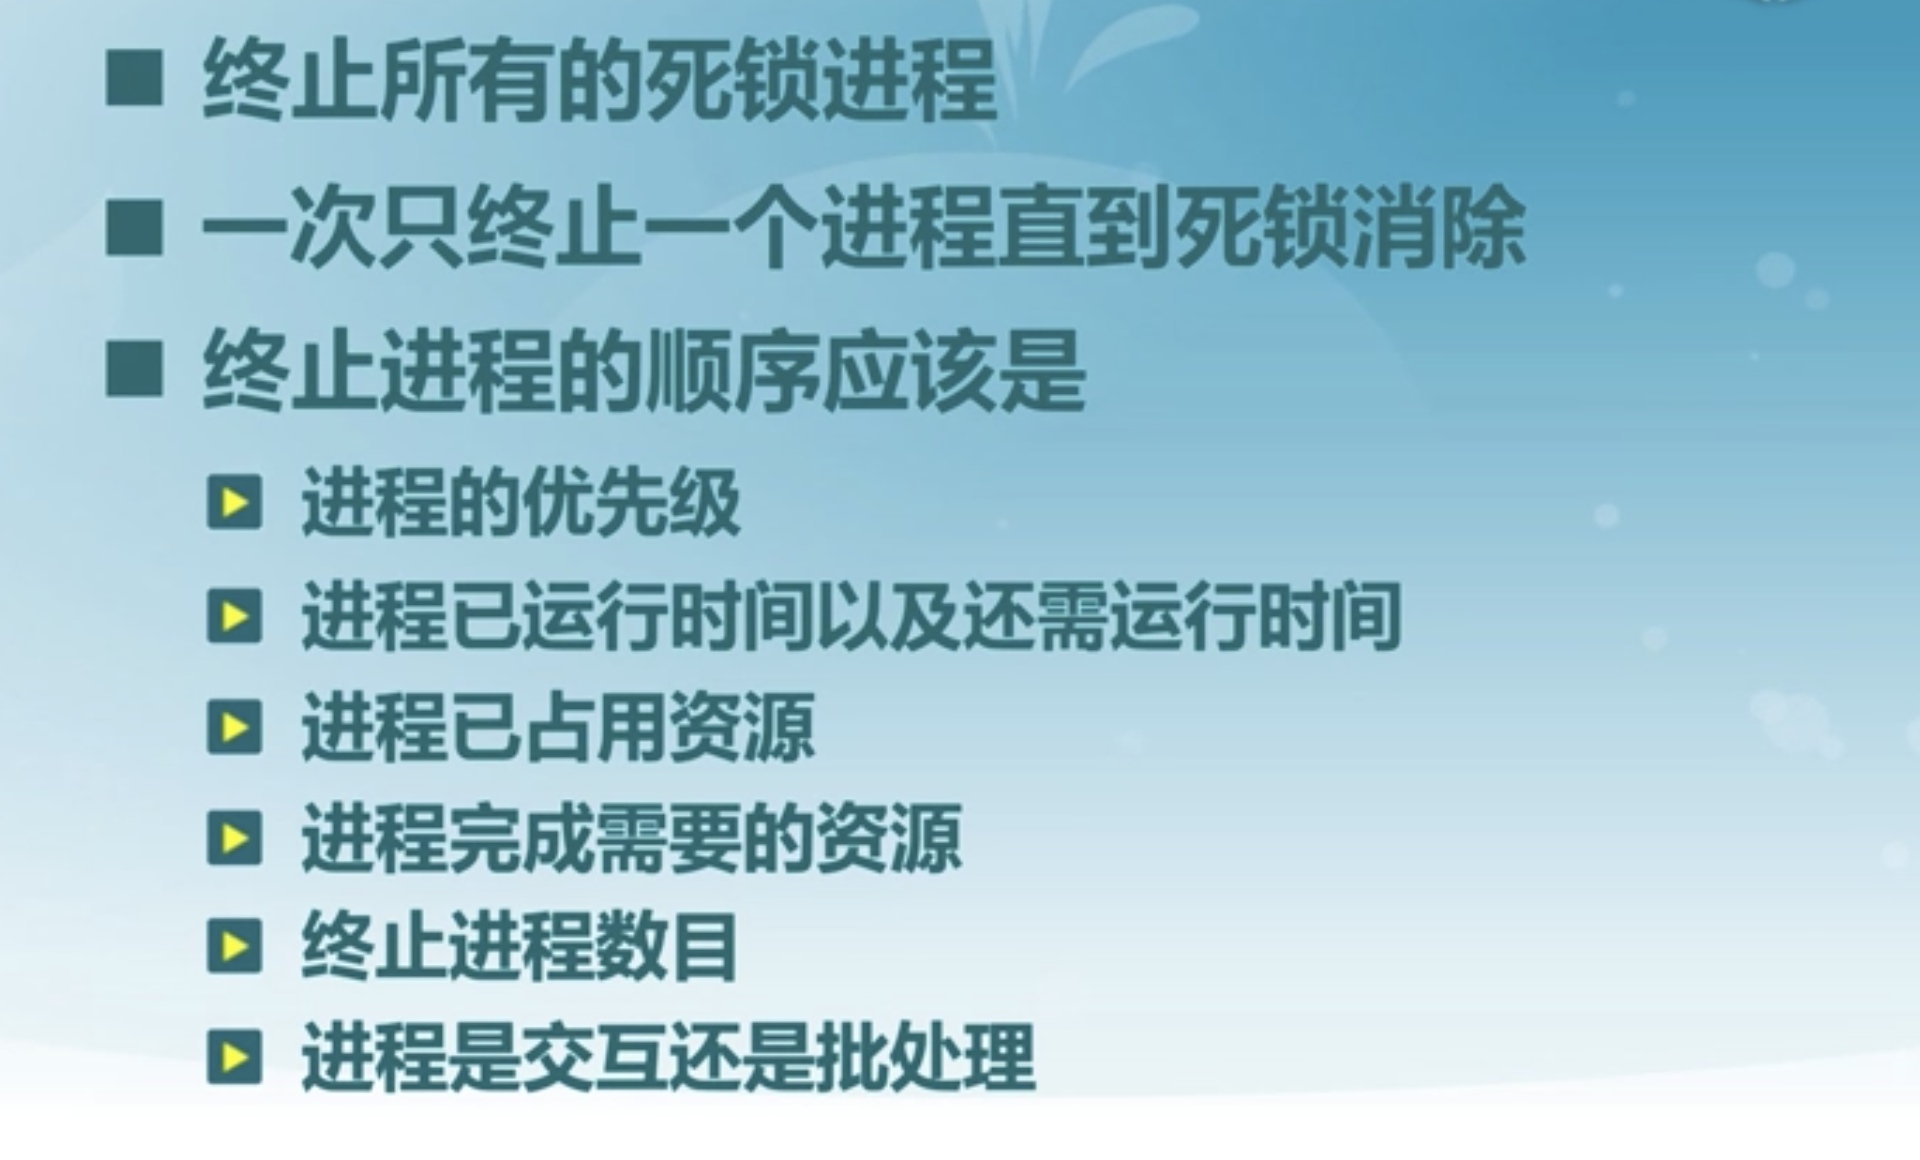 终止所有的死锁进程
一次只终止一个进程直到死锁消除
终止进程的顺序应该是
进程的优先级
进程已运行时间以及还需运行时间
进程已占用资源
进程完成需要的资源
终止进程数目
进程是交互还是批处理